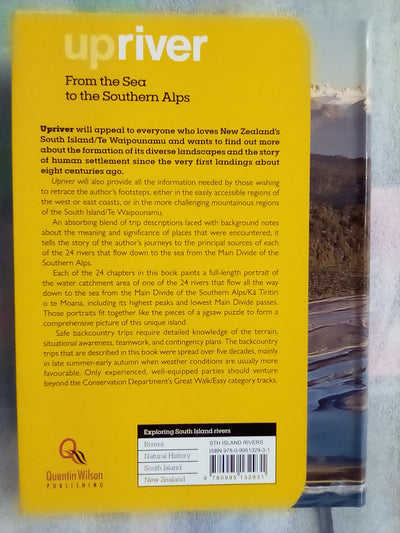 upriver
From the Sea
to the Southern Alps
Upriver will appeal to everyone who loves New Zealand's
South Island/Te Waipounamu and wants to find out more
about the formation of its diverse landscapes and the story
of human settlement since the very first landings about
eight centuries ago.
Upriver will also provide all the information needed by those wishing
to retrace the author's footsteps, either in the easily accessible regions of
the west or east coasts, or in the more challenging mountainous regions
of the South Island/Te Waipounamu.
An absorbing blend of trip descriptions laced with background notes
about the meaning and significance of places that were encountered, it
tells the story of the author's journeys to the principal sources of each
of the 24 rivers that flow down to the sea from the Main Divide of the
Southern Alps.
Each of the 24 chapters in this book paints a full-length portrait of
the water catchment area of one of the 24 rivers that flow all the way
down to the sea from the Main Divide of the Southern Alps/Kā Tiritiri
o te Moana, including its highest peaks and lowest Main Divide passes.
Those portraits fit together like the pieces of a jigsaw puzzle to form a
comprehensive picture of this unique island.
Safe backcountry trips require detailed knowledge of the terrain,
situational awareness, teamwork, and contingency plans. The backcountry
trips that are described in this book were spread over five decades, mainly
in late summer-early autumn when weather conditions are usually more
favourable. Only experienced, well-equipped parties should venture
beyond the Conservation Department's Great Walk/Easy category tracks.
Quentin Wilson
PUBLISHING
Exploring South Island rivers
Rivers
Natural History
South Island
New Zealand
STH ISLAND RIVERS
ISBN 978-0-9951329-3-1
9 780995 132931